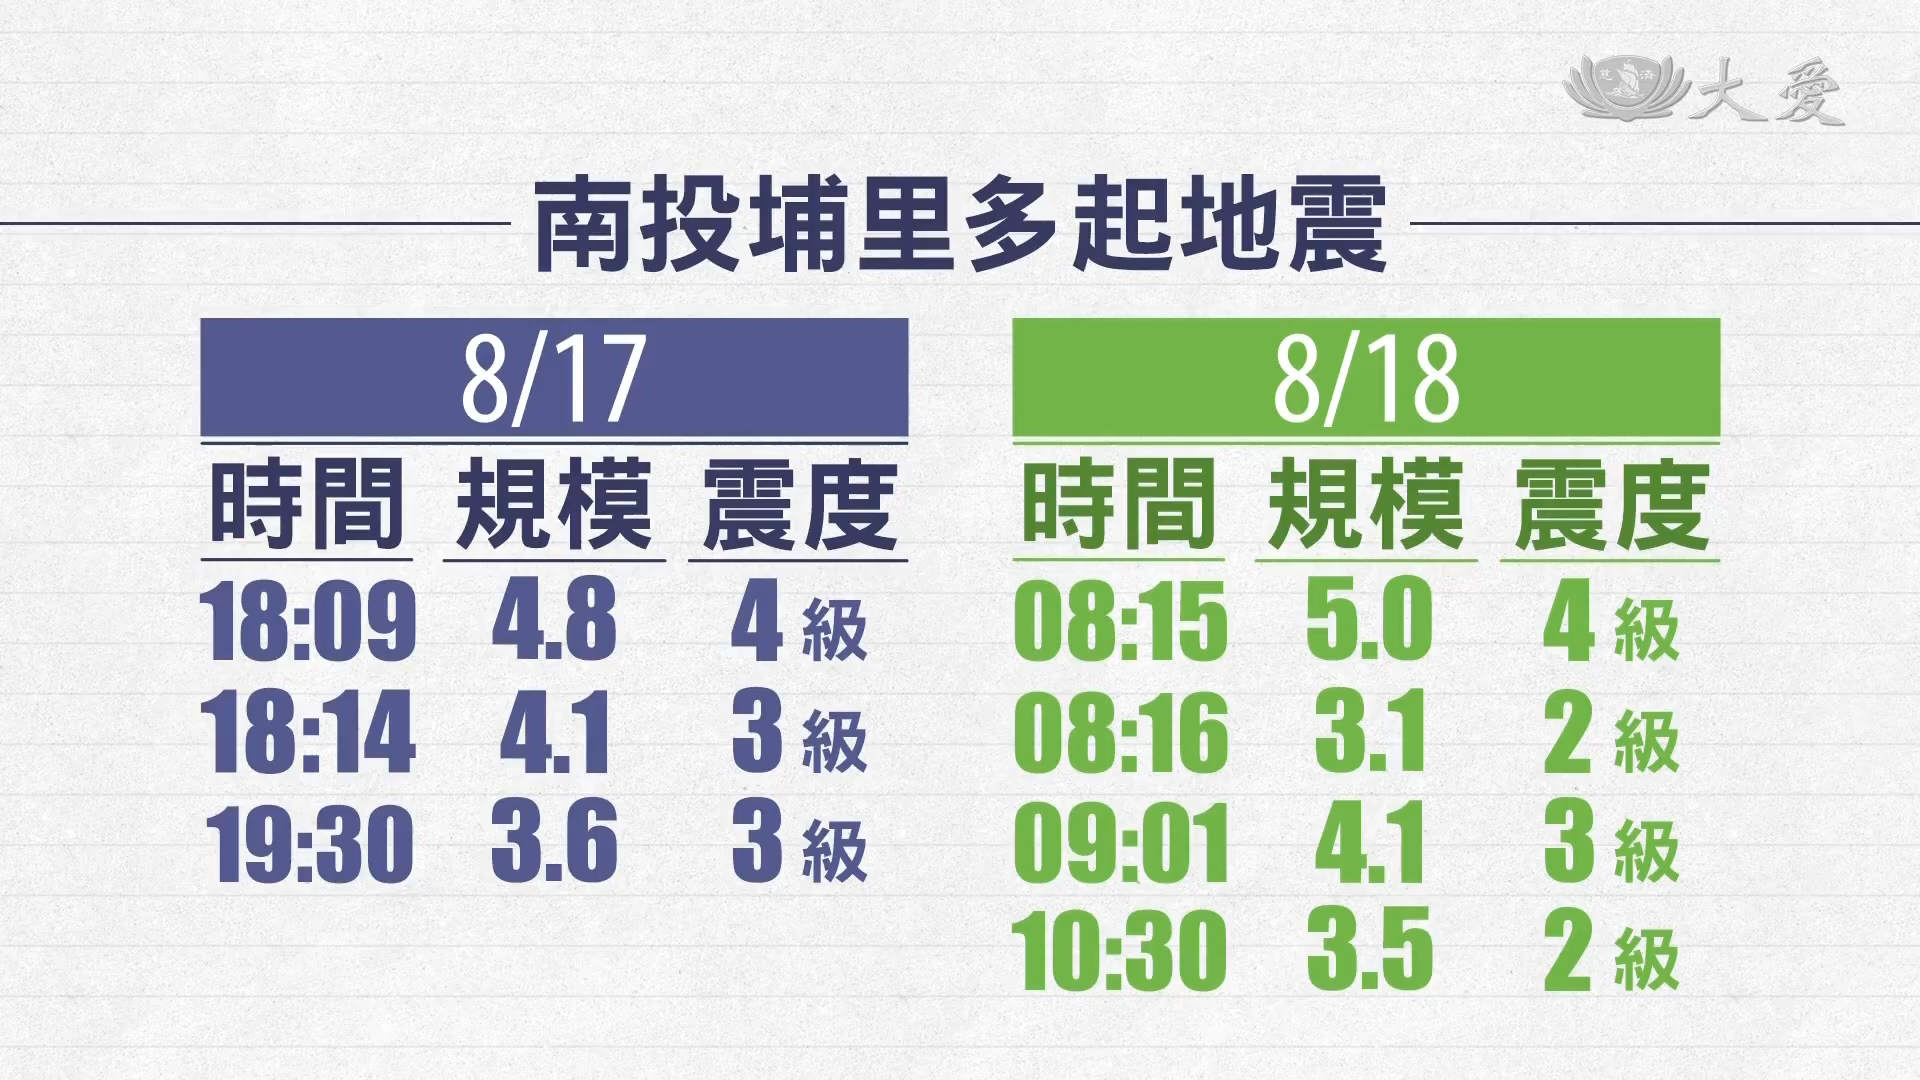 慈濟 大愛
南投埔里多起地震
8/17
時間 規模 震度
18:09 4.8 4級
18:14 4.1 3級
19:30 3.6 3級
8/18
時間 規模 震度
08:15 5.0 4級
08:16 3.1 2級
09:01 4.1 3級
10:30 3.5 2級